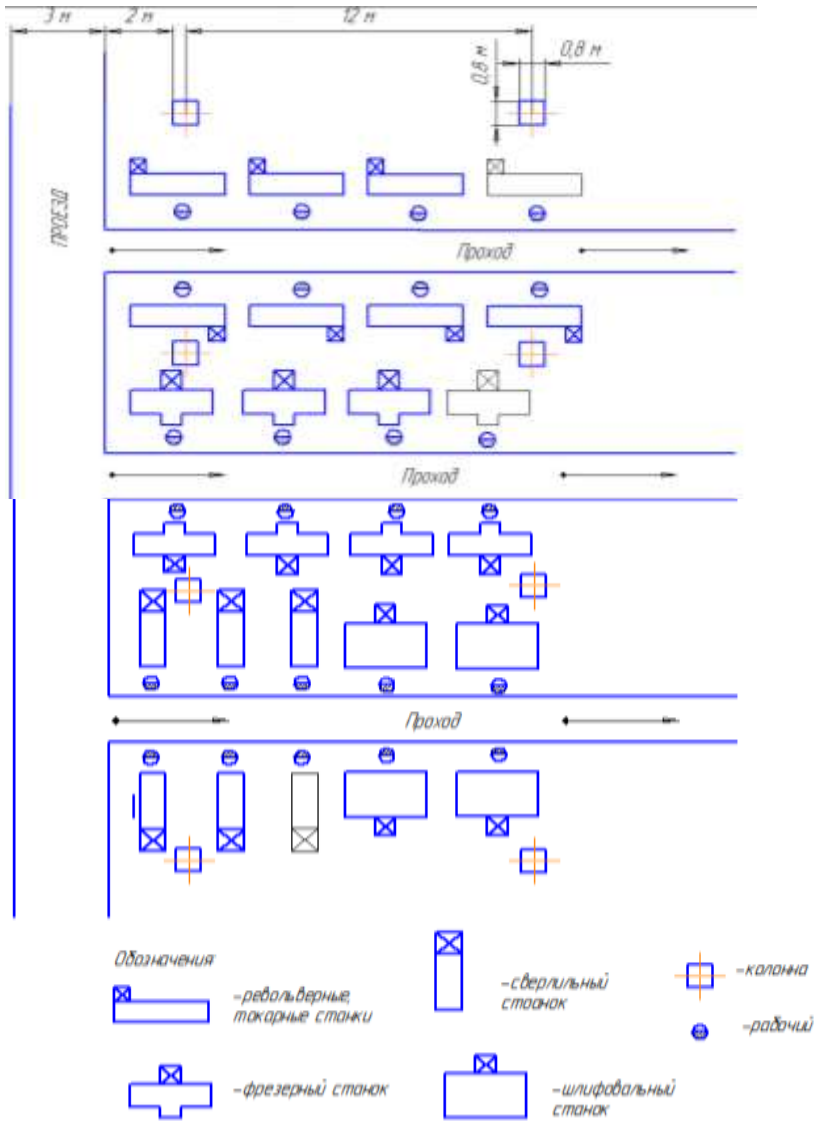 3 м
2 м
12 м
0,8 м
0,8 м
ПРОЕЗД
Проход
Проход
Проход
Обозначения:
–револьверные,
токарные станки
–сверлильный
стоанок
–колонна
–рабочий
–фрезерный станок
–шлифовальный
станок